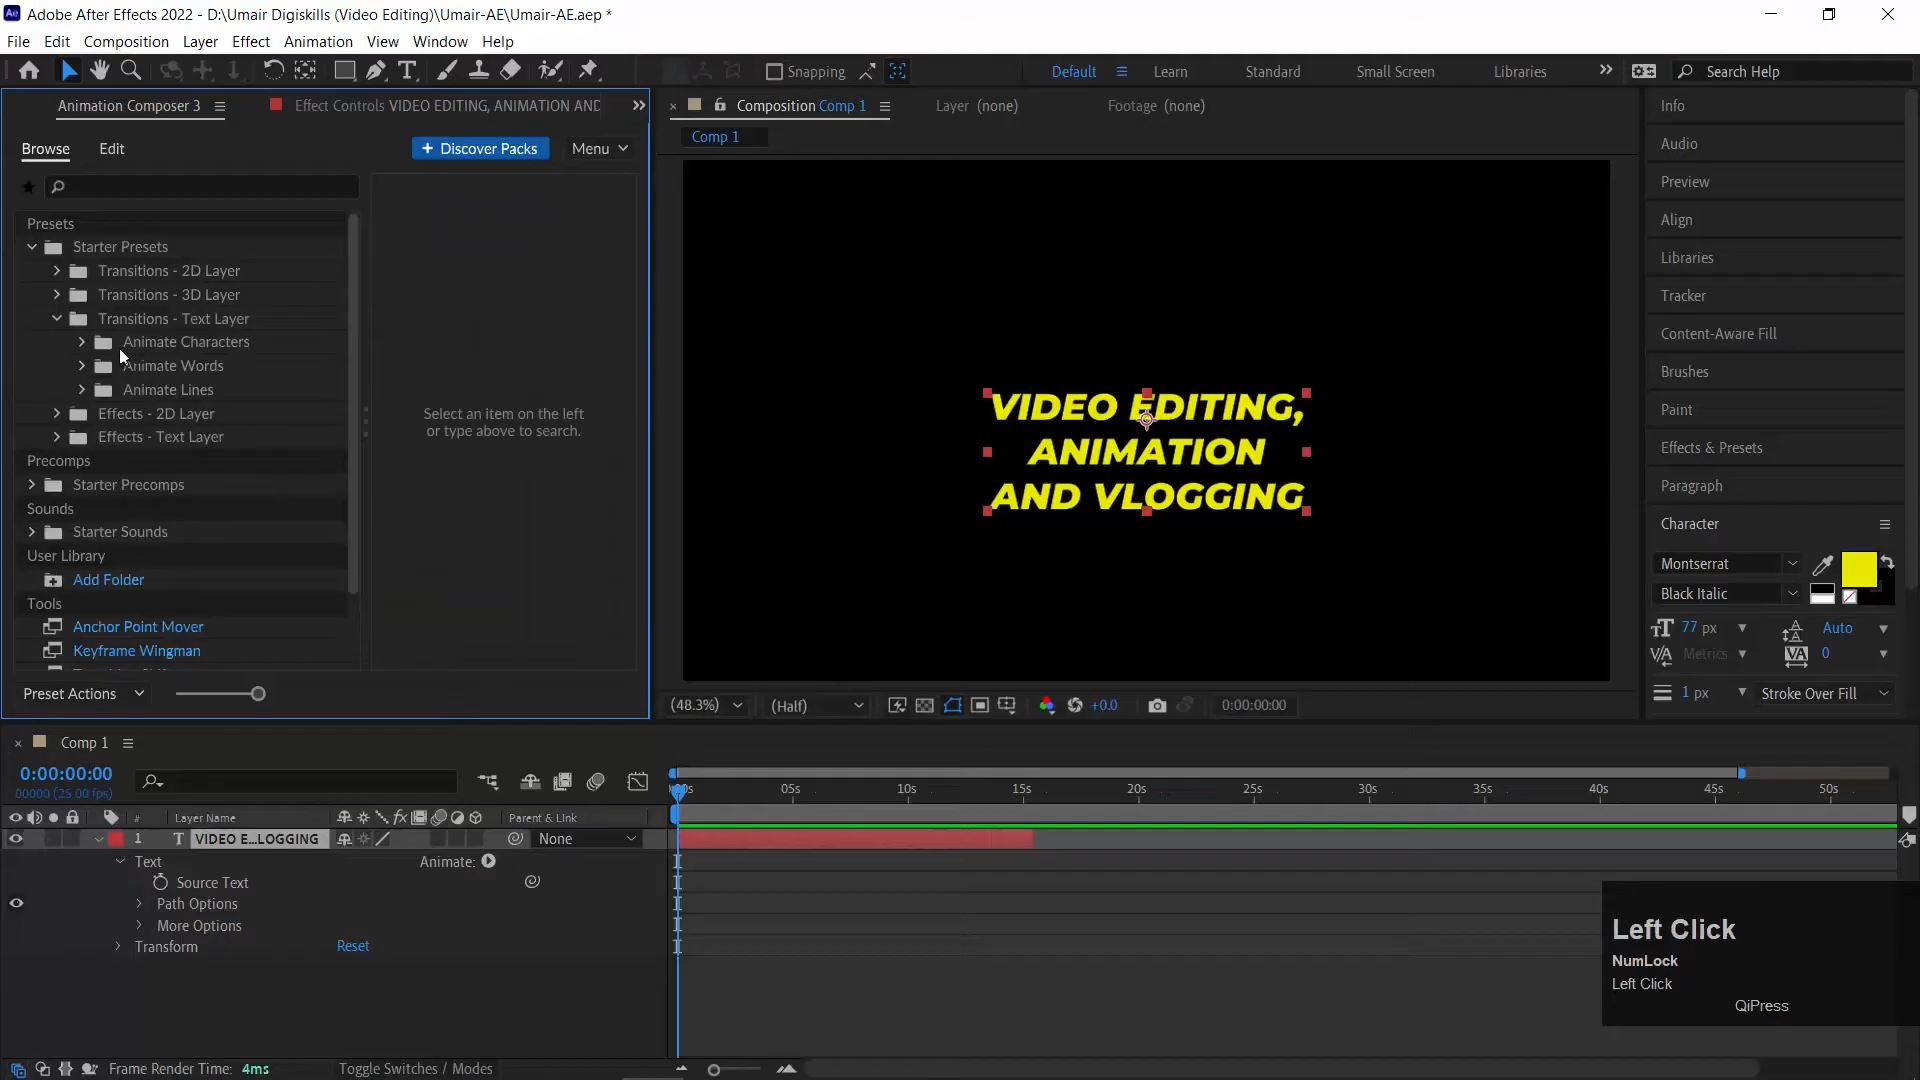 Adobe After Effects 2022 - D:\Umair Digiskills (Video Editing)\Umair-AE\Umair-AE.aep *
File Edit Composition Layer Effect Animation View Window Help
Snapping Default Learn Standard Small Screen Libraries Search Help
Animation Composer 3 Effect Controls VIDEO EDITING, ANIMATION AND
Composition Comp 1 Layer (none) Footage (none)
Comp 1
Browse Edit + Discover Packs Menu
Presets
Starter Presets
Transitions - 2D Layer
Transitions - 3D Layer
Transitions - Text Layer
Animate Characters
Animate Words
Animate Lines
Effects - 2D Layer
Effects - Text Layer
Precomps
Starter Precomps
Sounds
Starter Sounds
User Library
Add Folder
Tools
Anchor Point Mover
Keyframe Wingman
Preset Actions
Select an item on the left
or type above to search.
VIDEO EDITING,
ANIMATION
AND VLOGGING
(48.3%) (Half) +0.0 0:00:00:00
Info
Audio
Preview
Align
Libraries
Tracker
Content-Aware Fill
Brushes
Paint
Effects & Presets
Paragraph
Character
Montserrat
Black Italic
77 px Auto
Metrics 0
1 px Stroke Over Fill
Comp 1
0:00:00:00
00000 (25.00 fps)
05s 10s 15s 20s 25s 30s 35s 40s 45s 50s
# Layer Name Parent & Link
1 T VIDEO E...LOGGING None
Text Animate:
Source Text
Path Options
More Options
Transform Reset
Left Click
NumLock
Left Click
QiPress
Frame Render Time: 4ms Toggle Switches / Modes